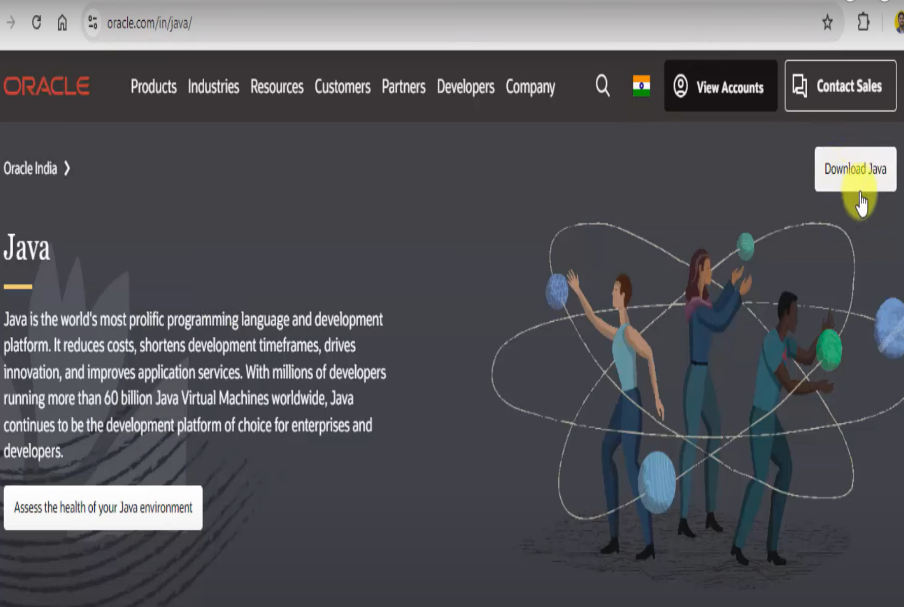 oracle.com/in/java/
ORACLE Products Industries Resources Customers Partners Developers Company View Accounts Contact Sales
Oracle India
Download Java
Java
Java is the world's most prolific programming language and development
platform. It reduces costs, shortens development timeframes, drives
innovation, and improves application services. With millions of developers
running more than 60 billion Java Virtual Machines worldwide, Java
continues to be the development platform of choice for enterprises and
developers.
Assess the health of your Java environment